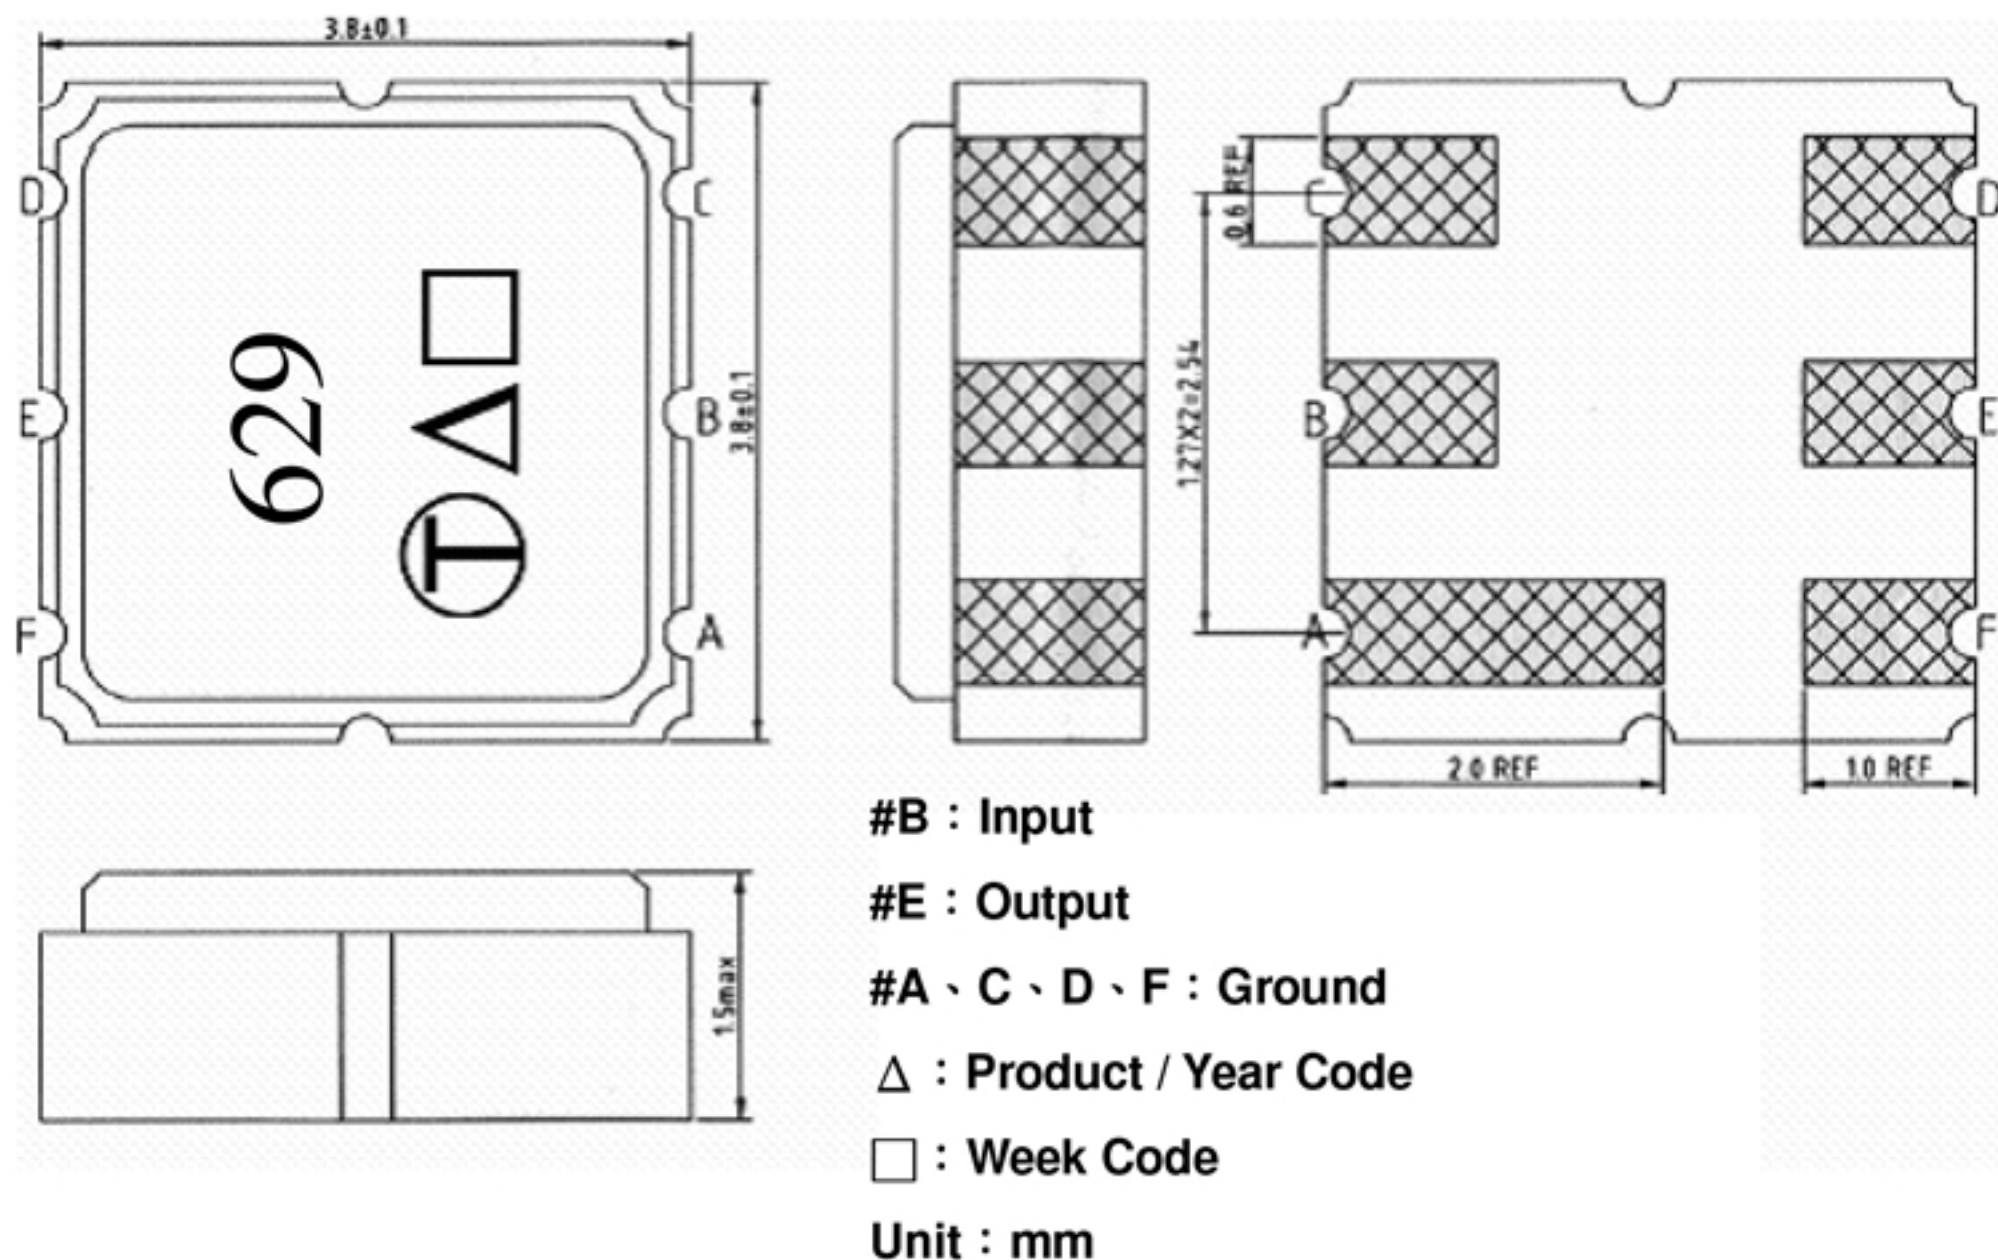 3.8±0.1
D
C
E
B
F
A
629
T
3.8±0.1
0.6 REF
1.27X2=2.54
C
D
B
E
A
F
2.0 REF
1.0 REF
1.5max
#B：Input
#E：Output
#A、C、D、F：Ground
△：Product / Year Code
□：Week Code
Unit：mm